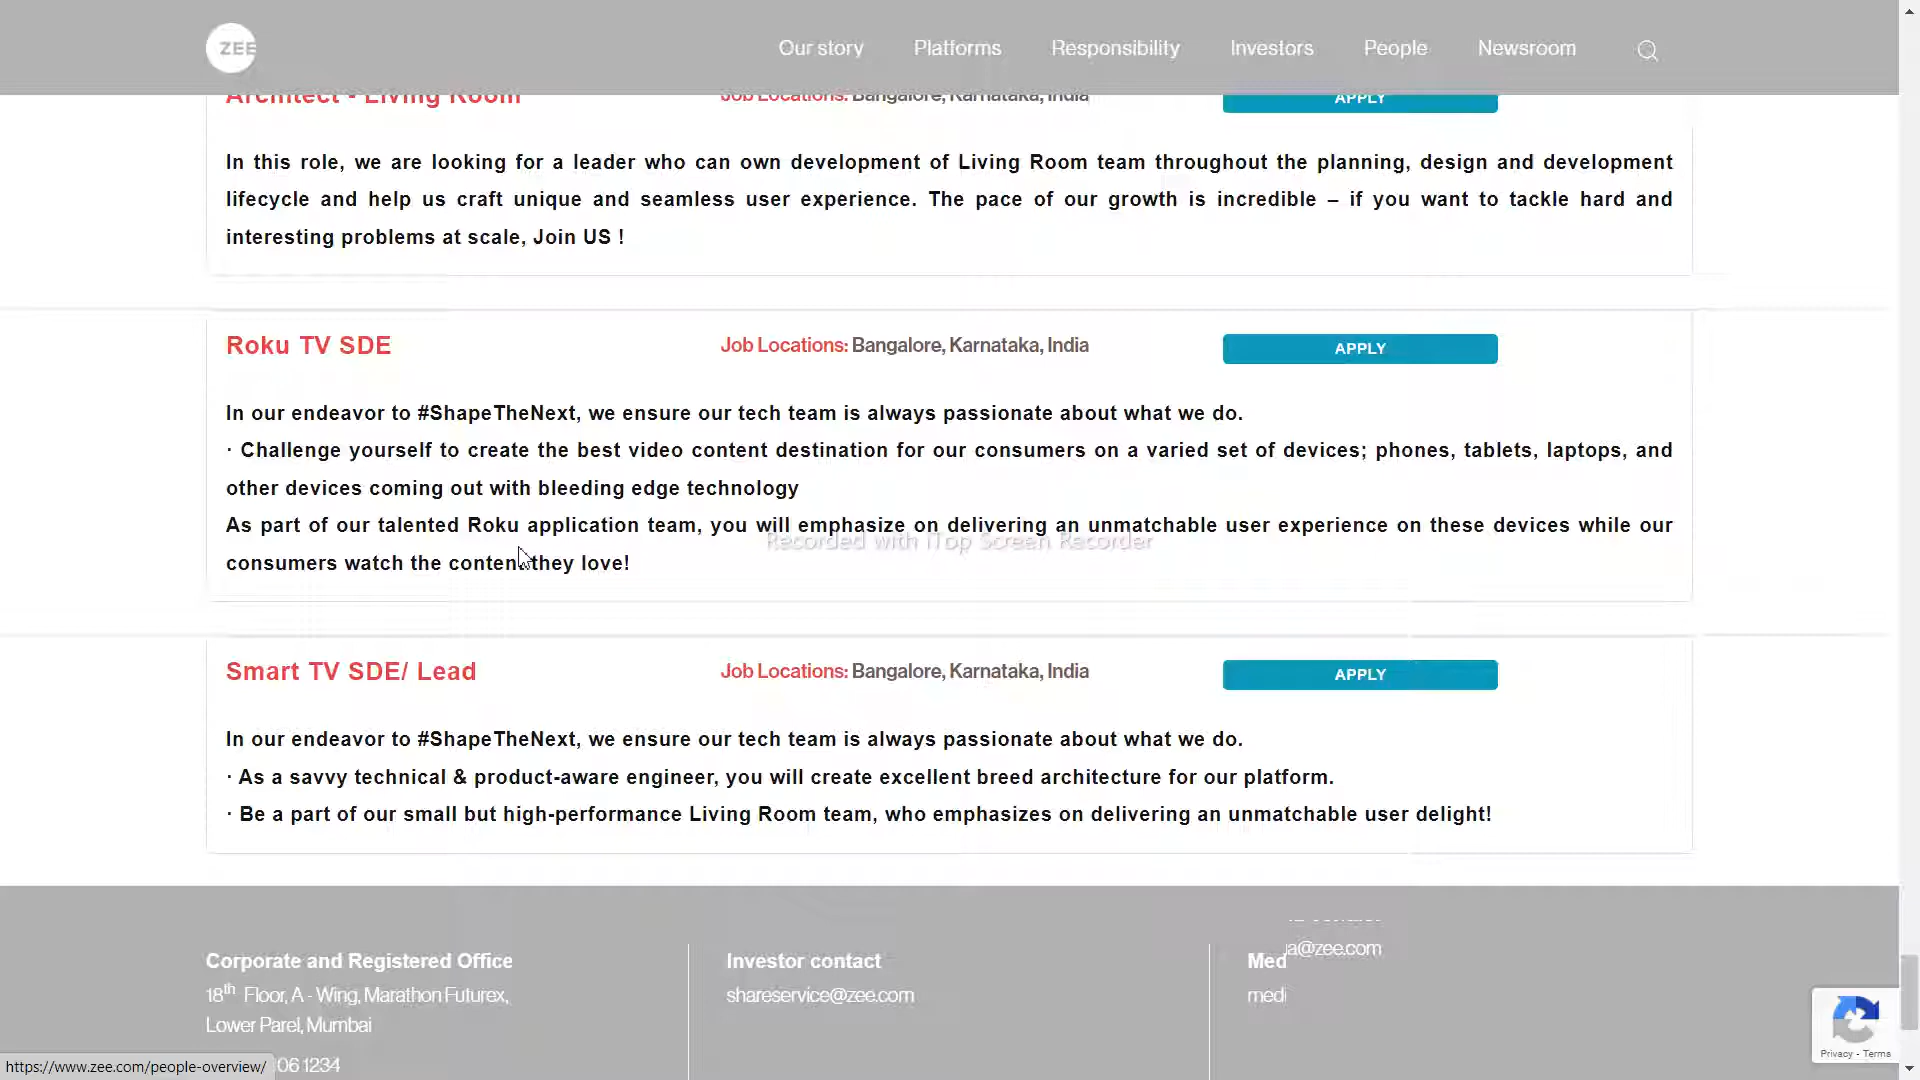 ZEE
Our story Platforms Responsibility Investors People Newsroom
Architect - Living Room Job Locations: Bangalore, Karnataka, India APPLY
In this role, we are looking for a leader who can own development of Living Room team throughout the planning, design and development
lifecycle and help us craft unique and seamless user experience. The pace of our growth is incredible – if you want to tackle hard and
interesting problems at scale, Join US !
Roku TV SDE Job Locations: Bangalore, Karnataka, India APPLY
In our endeavor to #ShapeTheNext, we ensure our tech team is always passionate about what we do.
· Challenge yourself to create the best video content destination for our consumers on a varied set of devices; phones, tablets, laptops, and
other devices coming out with bleeding edge technology
As part of our talented Roku application team, you will emphasize on delivering an unmatchable user experience on these devices while our
Recorded with iTop Screen Recorder
consumers watch the content they love!
Smart TV SDE/ Lead Job Locations: Bangalore, Karnataka, India APPLY
In our endeavor to #ShapeTheNext, we ensure our tech team is always passionate about what we do.
· As a savvy technical & product-aware engineer, you will create excellent breed architecture for our platform.
· Be a part of our small but high-performance Living Room team, who emphasizes on delivering an unmatchable user delight!
Corporate and Registered Office
18th Floor, A - Wing, Marathon Futurex,
Lower Parel, Mumbai
06 1234
Investor contact
shareservice@zee.com
a@zee.com
Med
medi
Privacy - Terms
https://www.zee.com/people-overview/